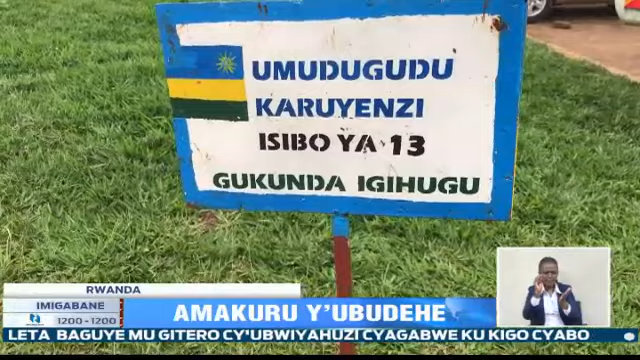 UMUDUGUDU
KARUYENZI
ISIBO YA 13
GUKUNDA IGIHUGU
RWANDA
IMIGABANE
1200 - 1200
AMAKURU Y'UBUDEHE
LETA BAGUYE MU GITERO CY'UBWIYAHUZI CYAGABWE KU KIGO CYABO